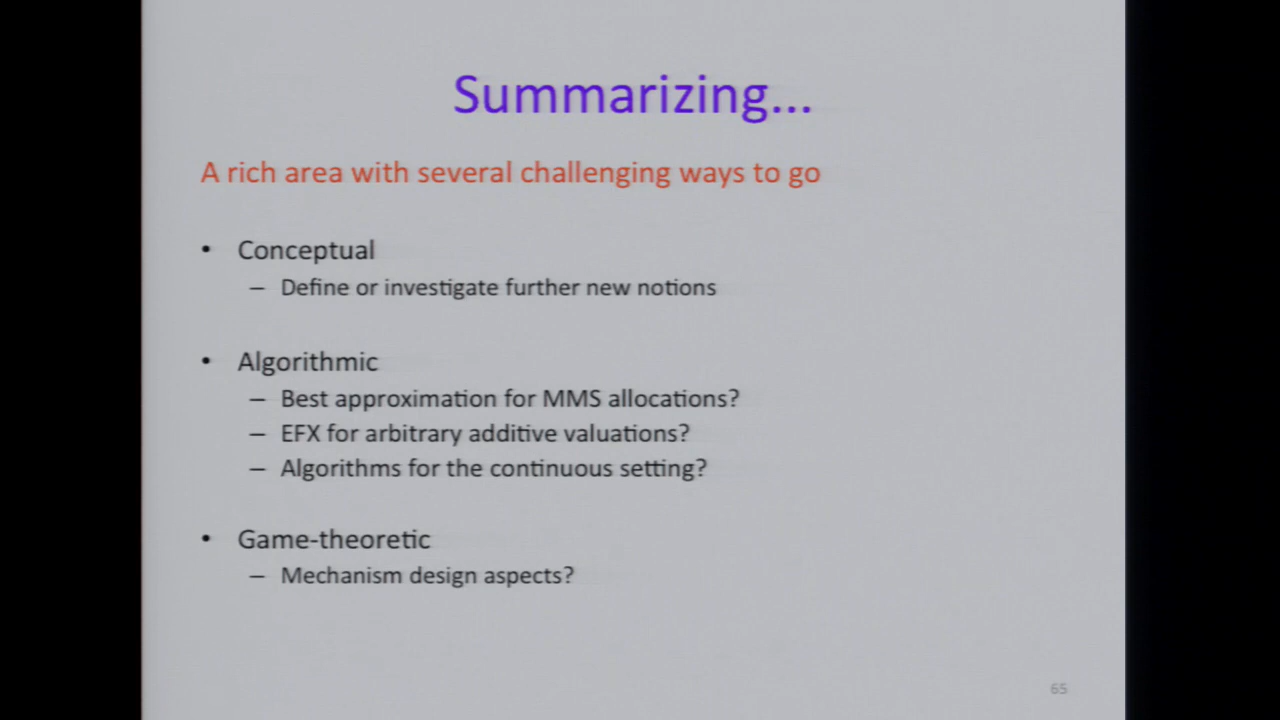 Summarizing...
A rich area with several challenging ways to go
• Conceptual
– Define or investigate further new notions
• Algorithmic
– Best approximation for MMS allocations?
– EFX for arbitrary additive valuations?
– Algorithms for the continuous setting?
• Game-theoretic
– Mechanism design aspects?
65